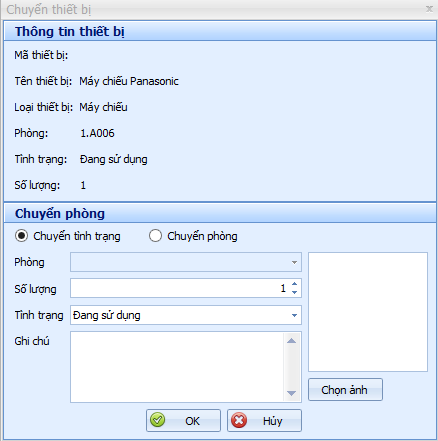 Chuyển thiết bị
Thông tin thiết bị
Mã thiết bị:
Tên thiết bị: Máy chiếu Panasonic
Loại thiết bị: Máy chiếu
Phòng: 1.A006
Tình trạng: Đang sử dụng
Số lượng: 1
Chuyển phòng
Chuyển tình trạng Chuyển phòng
Phòng
Số lượng 1
Tình trạng Đang sử dụng
Ghi chú
Chọn ảnh
OK Hủy